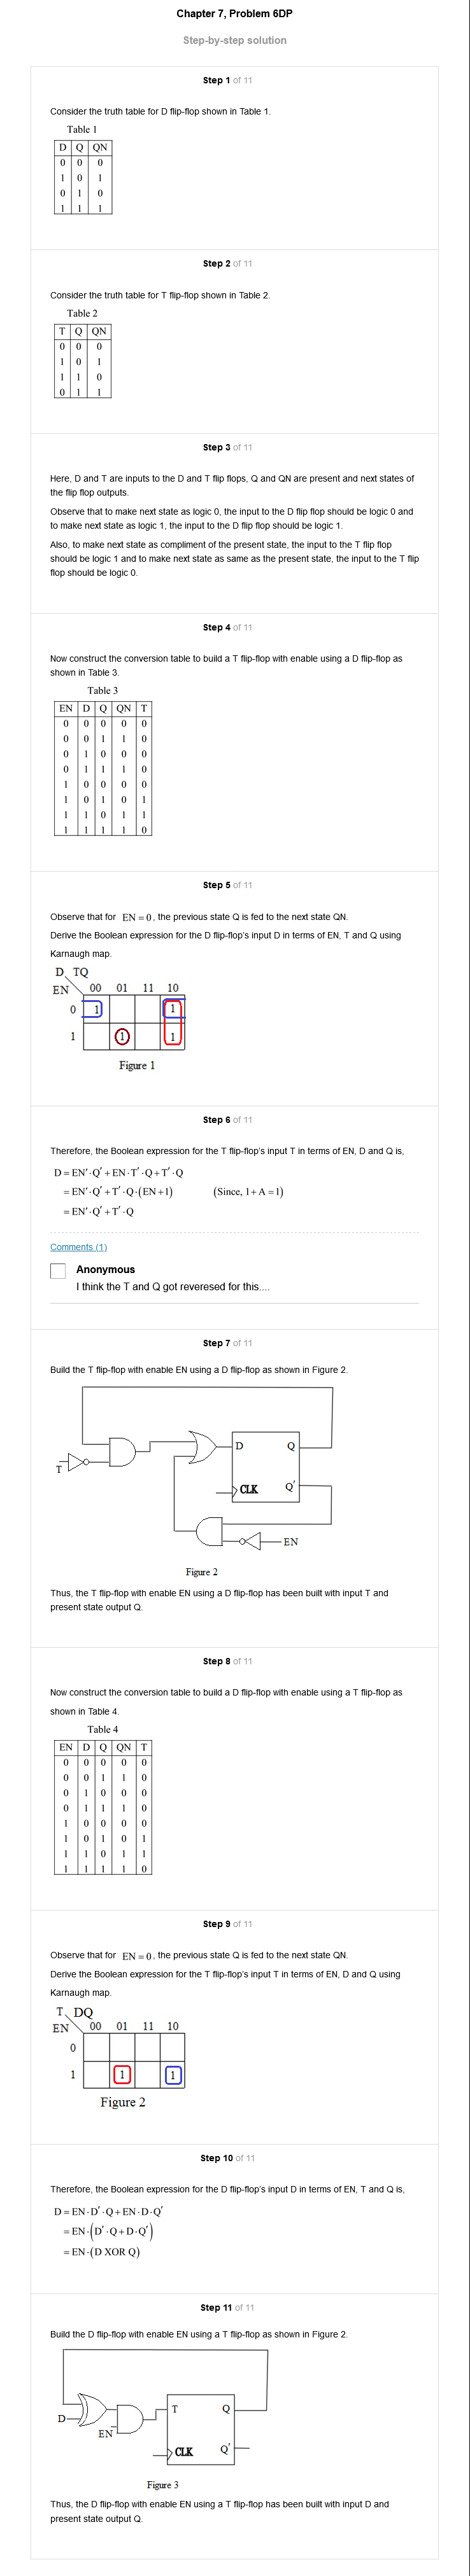 Chapter 7, Problem 6DP
Step-by-step solution
Step 1 of 11
Consider the truth table for D flip-flop shown in Table 1.
Table 1
D Q QN
0 0 0
1 0 1
0 1 0
1 1 1
Step 2 of 11
Consider the truth table for T flip-flop shown in Table 2.
Table 2
T Q QN
0 0 0
1 0 1
1 1 0
0 1 1
Step 3 of 11
Here, D and T are inputs to the D and T flip flops, Q and QN are present and next states of
the flip flop outputs.
Observe that to make next state as logic 0, the input to the D flip flop should be logic 0 and
to make next state as logic 1, the input to the D flip flop should be logic 1.
Also, to make next state as compliment of the present state, the input to the T flip flop
should be logic 1 and to make next state as same as the present state, the input to the T flip
flop should be logic 0.
Step 4 of 11
Now construct the conversion table to build a T flip-flop with enable using a D flip-flop as
shown in Table 3.
Table 3
EN D Q QN T
0 0 0 0 0
0 0 1 1 0
0 1 0 0 0
0 1 1 1 0
1 0 0 0 0
1 0 1 0 1
1 1 0 1 1
1 1 1 1 0
Step 5 of 11
Observe that for EN = 0, the previous state Q is fed to the next state QN.
Derive the Boolean expression for the D flip-flop's input D in terms of EN, T and Q using
Karnaugh map.
D TQ
EN 00 01 11 10
0 1 1
1 1 1
Figure 1
Step 6 of 11
Therefore, the Boolean expression for the T flip-flop's input T in terms of EN, D and Q is,
D = EN′·Q′ + EN·T′·Q + T′·Q
= EN′·Q′ + T′·Q·(EN+1) (Since, 1+A=1)
= EN′·Q′ + T′·Q
Comments (1)
Anonymous
I think the T and Q got reveresed for this....
Step 7 of 11
Build the T flip-flop with enable EN using a D flip-flop as shown in Figure 2.
D Q
T
CLK Q′
EN
Figure 2
Thus, the T flip-flop with enable EN using a D flip-flop has been built with input T and
present state output Q.
Step 8 of 11
Now construct the conversion table to build a D flip-flop with enable using a T flip-flop as
shown in Table 4.
Table 4
EN D Q QN T
0 0 0 0 0
0 0 1 1 0
0 1 0 0 0
0 1 1 1 0
1 0 0 0 0
1 0 1 0 1
1 1 0 1 1
1 1 1 1 0
Step 9 of 11
Observe that for EN = 0, the previous state Q is fed to the next state QN.
Derive the Boolean expression for the T flip-flop's input T in terms of EN, D and Q using
Karnaugh map.
T DQ
EN 00 01 11 10
0
1 1 1
Figure 2
Step 10 of 11
Therefore, the Boolean expression for the D flip-flop's input D in terms of EN, T and Q is,
D = EN·D′·Q + EN·D·Q′
= EN·(D′·Q + D·Q′)
= EN·(D XOR Q)
Step 11 of 11
Build the D flip-flop with enable EN using a T flip-flop as shown in Figure 2.
T Q
D
EN
CLK Q′
Figure 3
Thus, the D flip-flop with enable EN using a T flip-flop has been built with input D and
present state output Q.